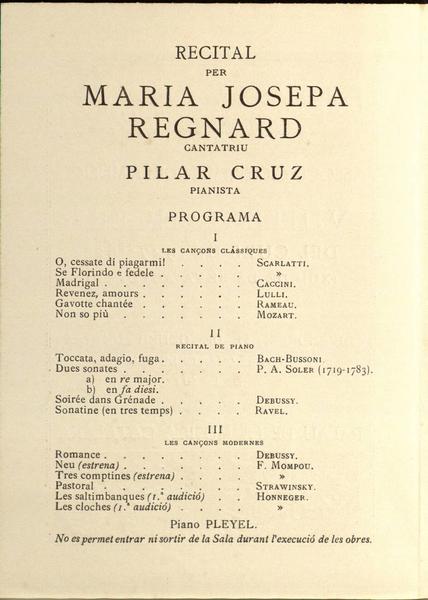 RECITAL
PER
MARIA JOSEPA
REGNARD
CANTATRIU
PILAR CRUZ
PIANISTA
PROGRAMA
I
LES CANÇONS CLÀSSIQUES
O, cessate di piagarmi! . . . . SCARLATTI.
Se Florindo e fedele . . . . . »
Madrigal . . . . . . . . CACCINI.
Revenez, amours . . . . . . LULLI.
Gavotte chantée . . . . . RAMEAU.
Non so più . . . . . . MOZART.
II
RECITAL DE PIANO
Toccata, adagio, fuga . . . . . BACH-BUSSONI.
Dues sonates . . . . . . . P. A. SOLER (1719-1783).
a) en re major.
b) en fa diesi.
Soirée dans Grénade . . . . . DEBUSSY.
Sonatine (en tres temps) . . . . RAVEL.
III
LES CANÇONS MODERNES
Romance . . . . . . . . DEBUSSY.
Neu (estrena) . . . . . . . F. MOMPOU.
Tres comptines (estrena) . . . . »
Pastoral . . . . . . . . STRAWINSKY.
Les saltimbanques (1.ª audició) . . HONNEGER.
Les cloches (1.ª audició) . . . . »
Piano PLEYEL.
No es permet entrar ni sortir de la Sala durant l'execució de les obres.